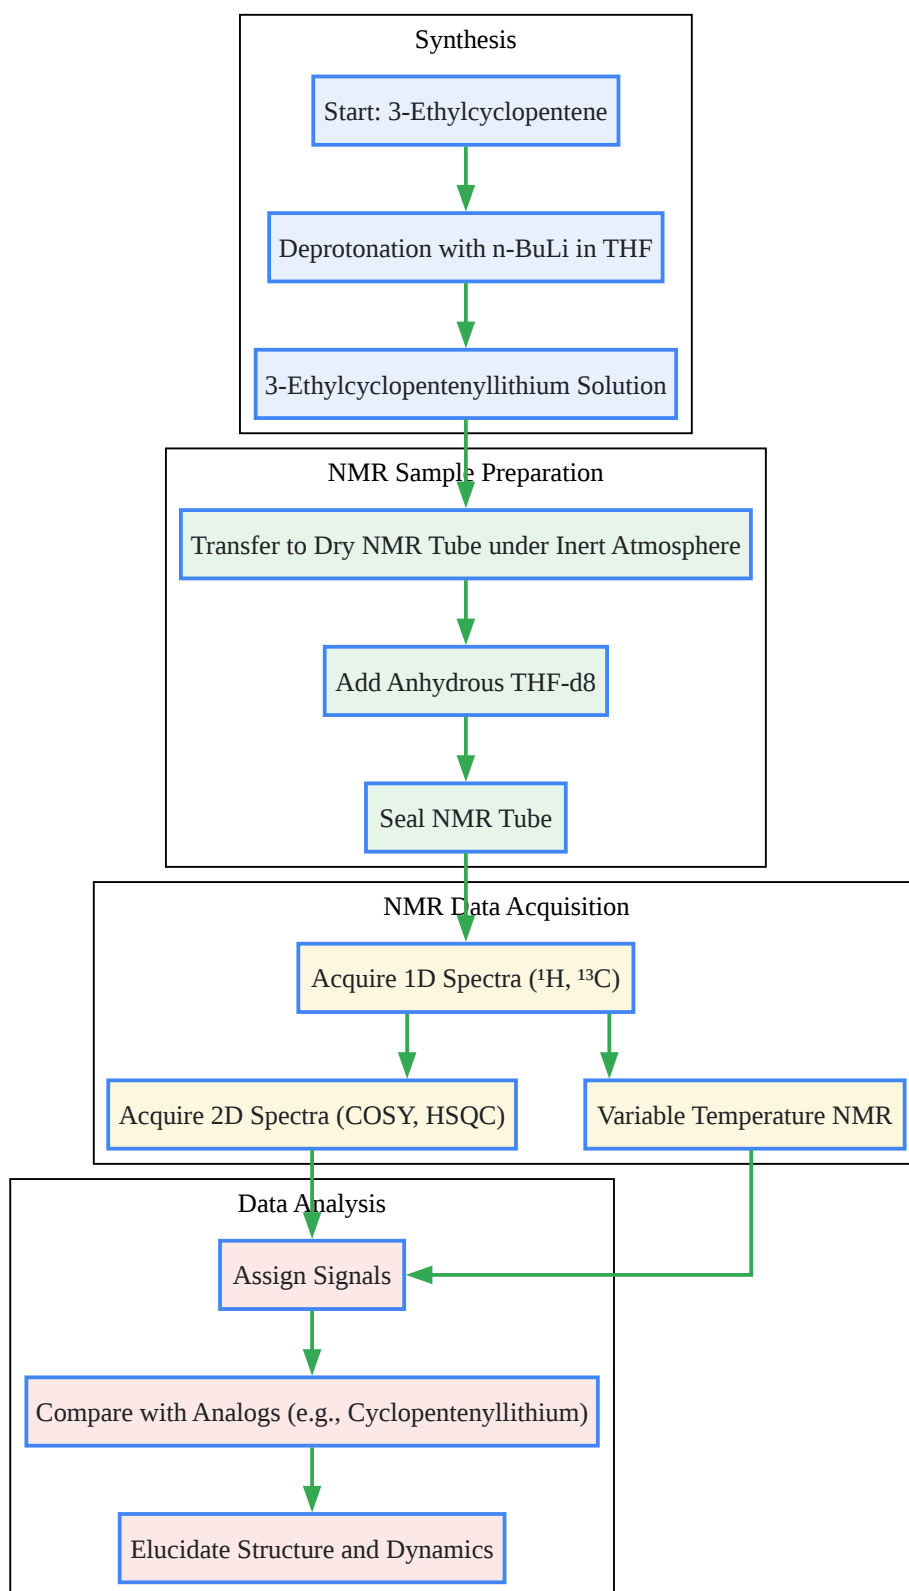 Synthesis
Start: 3-Ethylcyclopentene
Deprotonation with n-BuLi in THF
3-Ethylcyclopentenyllithium Solution
NMR Sample Preparation
Transfer to Dry NMR Tube under Inert Atmosphere
Add Anhydrous THF-d8
Seal NMR Tube
NMR Data Acquisition
Acquire 1D Spectra (¹H, ¹³C)
Acquire 2D Spectra (COSY, HSQC)
Variable Temperature NMR
Data Analysis
Assign Signals
Compare with Analogs (e.g., Cyclopentenyllithium)
Elucidate Structure and Dynamics